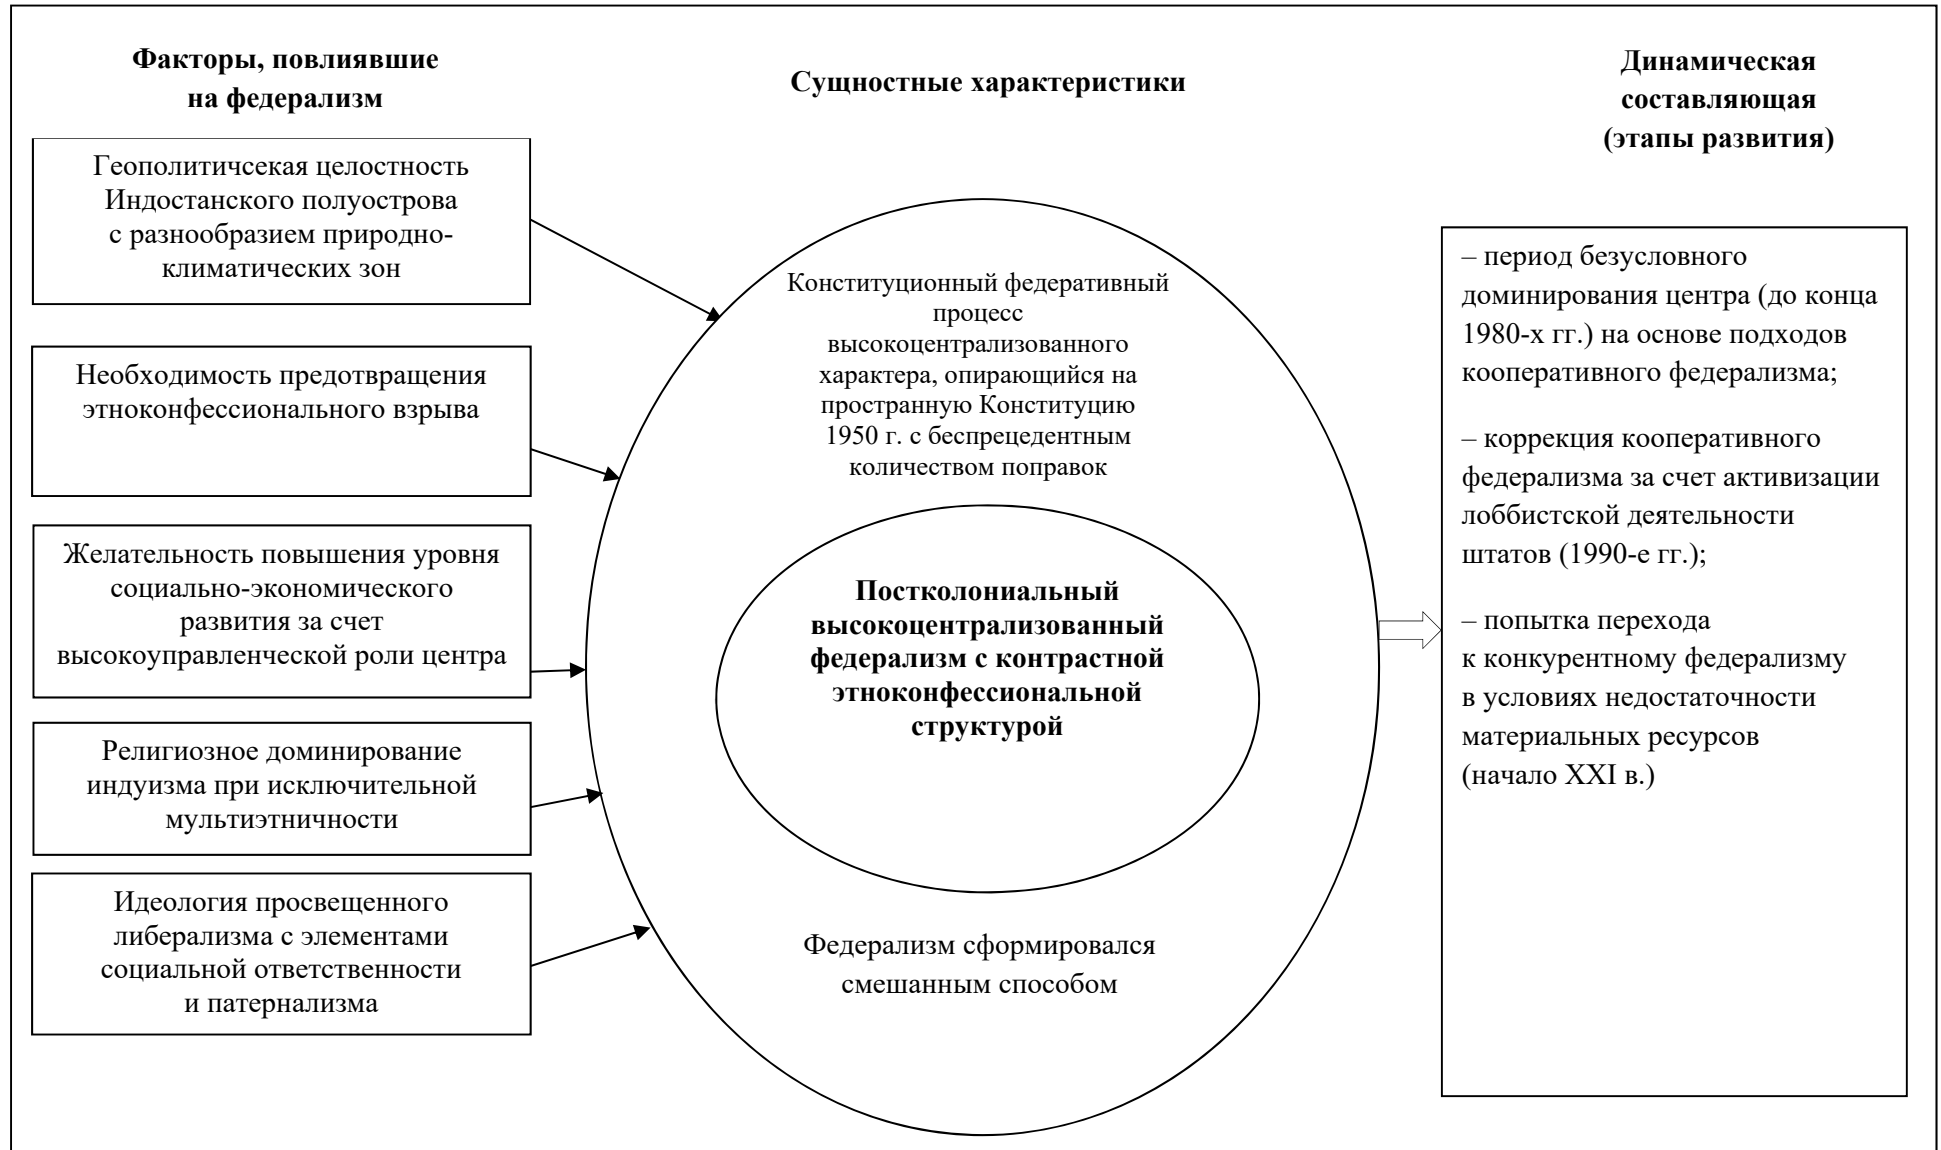 Факторы, повлиявшие
на федерализм
Геополитичсекая целостность
Индостанского полуострова
с разнообразием природно-
климатических зон
Необходимость предотвращения
этноконфессионального взрыва
Желательность повышения уровня
социально-экономического
развития за счет
высокоуправленческой роли центра
Религиозное доминирование
индуизма при исключительной
мультиэтничности
Идеология просвещенного
либерализма с элементами
социальной ответственности
и патернализма
Сущностные характеристики
Конституционный федеративный
процесс
высокоцентрализованного
характера, опирающийся на
пространную Конституцию
1950 г. с беспрецедентным
количеством поправок
Постколониальный
высокоцентрализованный
федерализм с контрастной
этноконфессиональной
структурой
Федерализм сформировался
смешанным способом
Динамическая
составляющая
(этапы развития)
– период безусловного
доминирования центра (до конца
1980-х гг.) на основе подходов
кооперативного федерализма;
– коррекция кооперативного
федерализма за счет активизации
лоббистской деятельности
штатов (1990-е гг.);
– попытка перехода
к конкурентному федерализму
в условиях недостаточности
материальных ресурсов
(начало XXI в.)